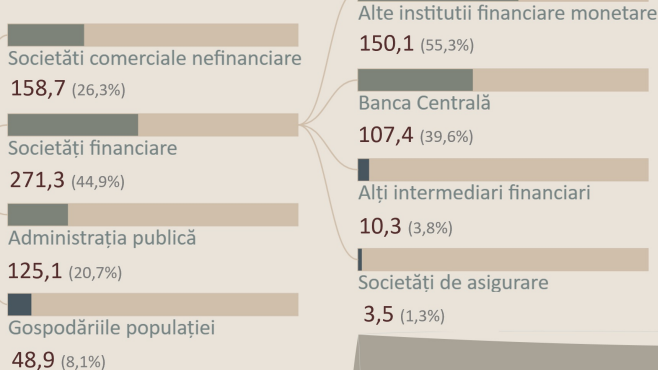 Societăti comerciale nefinanciare
158,7 (26,3%)
Societăți financiare
271,3 (44,9%)
Administrația publică
125,1 (20,7%)
Gospodăriile populației
48,9 (8,1%)
Alte institutii financiare monetare
150,1 (55,3%)
Banca Centrală
107,4 (39,6%)
Alți intermediari financiari
10,3 (3,8%)
Societăți de asigurare
3,5 (1,3%)